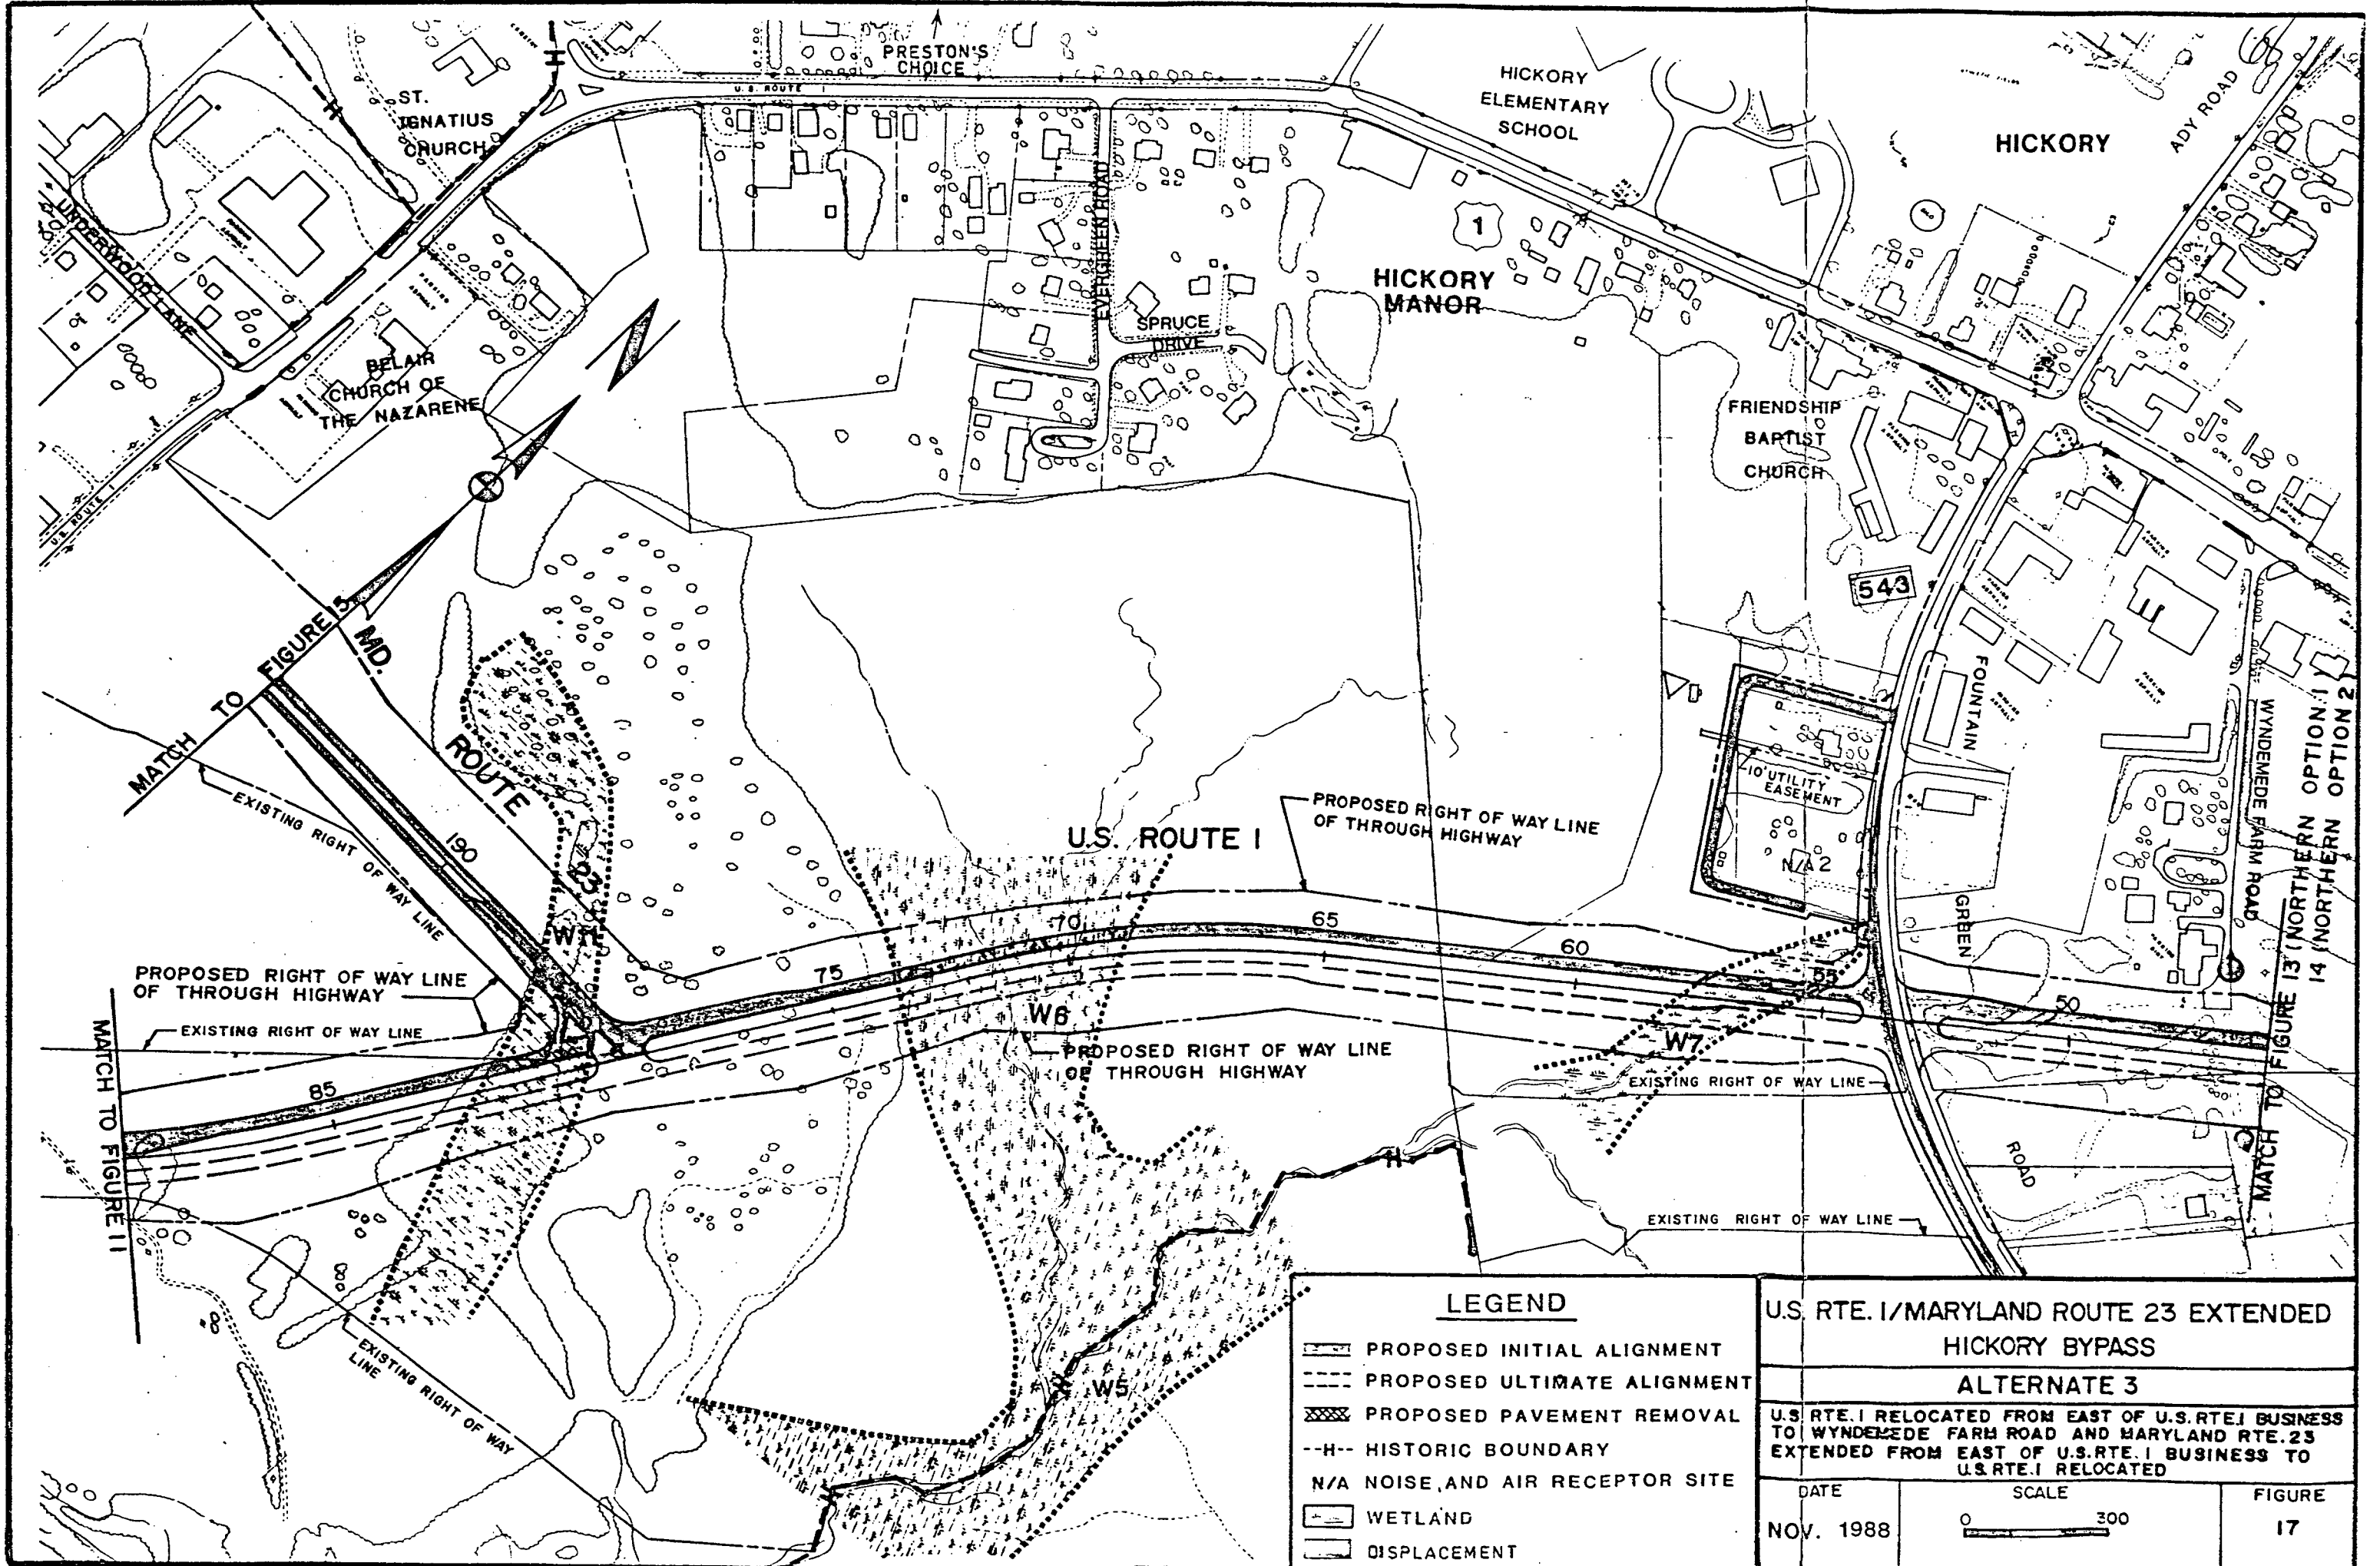 PRESTON'S
CHOICE
U.S. ROUTE 1
ST.
IGNATIUS
CHURCH
H
H
HICKORY
ELEMENTARY
SCHOOL
HICKORY
ADY ROAD
UNDERWOOD LANE
PARKING
ASPHALT
BELAIR
CHURCH OF
THE NAZARENE
U.S. ROUTE 1
EVERGREEN ROAD
SPRUCE
DRIVE
1
HICKORY
MANOR
FRIENDSHIP
BAPTIST
CHURCH
543
FOUNTAIN
GREEN
ROAD
WYNDEMEDE FARM ROAD
MATCH TO FIGURE 13 (NORTHERN OPTION 1)
14 (NORTHERN OPTION 2)
MATCH TO FIGURE 15
MD.
ROUTE
23
190
EXISTING RIGHT OF WAY LINE
10' UTILITY
EASEMENT
N/A 2
U.S. ROUTE 1
PROPOSED RIGHT OF WAY LINE
OF THROUGH HIGHWAY
PROPOSED RIGHT OF WAY LINE
OF THROUGH HIGHWAY
EXISTING RIGHT OF WAY LINE
MATCH TO FIGURE 11
85
75
70
65
60
55
50
W6
W7
PROPOSED RIGHT OF WAY LINE
OF THROUGH HIGHWAY
EXISTING RIGHT OF WAY LINE
EXISTING RIGHT OF WAY LINE
H
H
W5
H
EXISTING RIGHT OF WAY
LINE
LEGEND
PROPOSED INITIAL ALIGNMENT
PROPOSED ULTIMATE ALIGNMENT
PROPOSED PAVEMENT REMOVAL
--H-- HISTORIC BOUNDARY
N/A NOISE, AND AIR RECEPTOR SITE
WETLAND
DISPLACEMENT
U.S. RTE. 1/MARYLAND ROUTE 23 EXTENDED
HICKORY BYPASS
ALTERNATE 3
U.S. RTE. 1 RELOCATED FROM EAST OF U.S. RTE. 1 BUSINESS
TO WYNDEMEDE FARM ROAD AND MARYLAND RTE. 23
EXTENDED FROM EAST OF U.S. RTE. 1 BUSINESS TO
U.S. RTE. 1 RELOCATED
DATE
NOV. 1988
SCALE
0 300
FIGURE
17